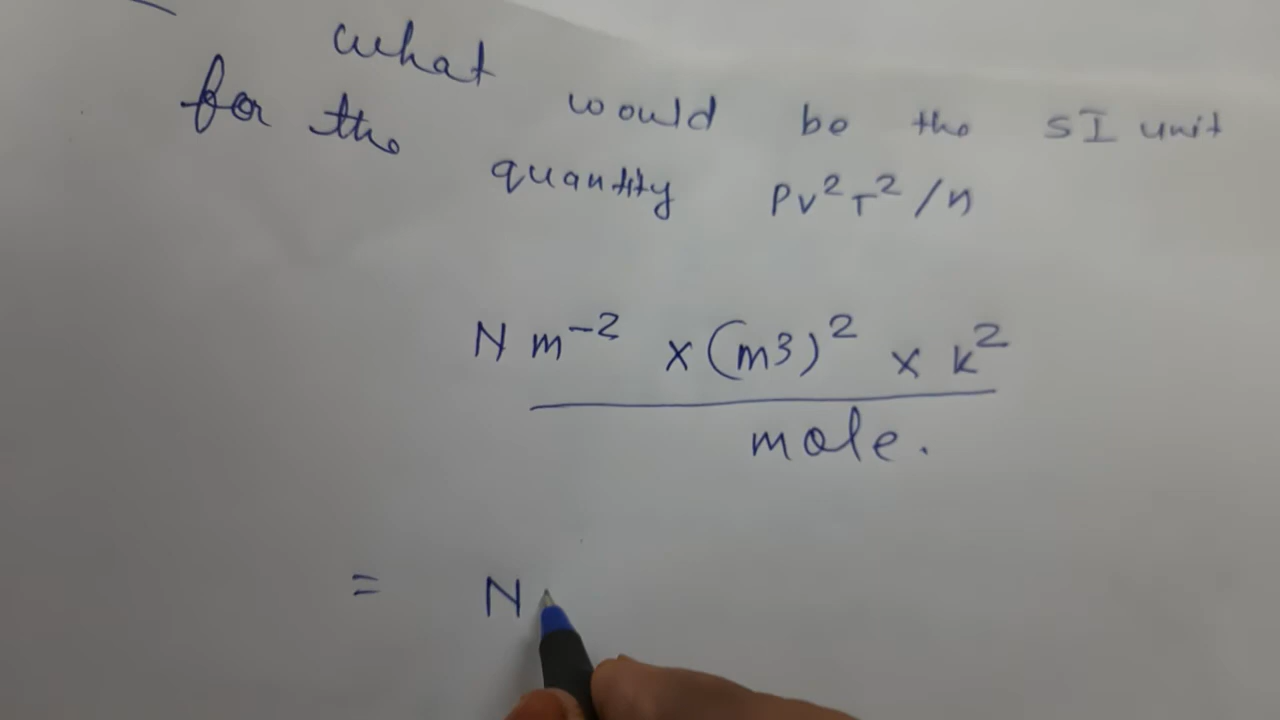 What would be the SI unit
for the quantity PV²T²/n
N m⁻² x (m3)² x K²
mole.
= N